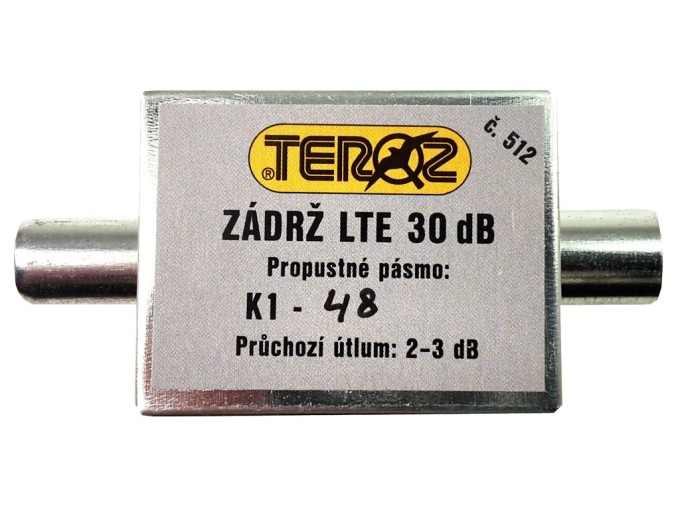 ®TEROZ
č. 512
ZÁDRŽ LTE 30 dB
Propustné pásmo:
K1 - 48
Průchozí útlum: 2–3 dB